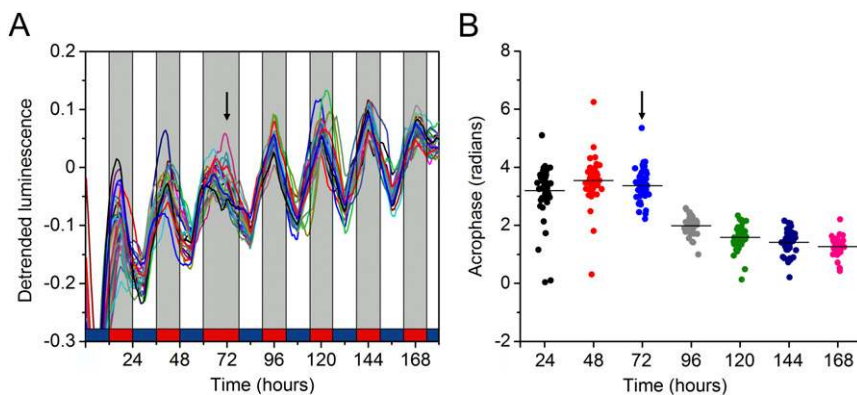 A
Detrended luminescence
0.2
0.1
0
-0.1
-0.2
-0.3
24 48 72 96 120 144 168
Time (hours)
B
Acrophase (radians)
8
6
4
2
0
-2
24 48 72 96 120 144 168
Time (hours)